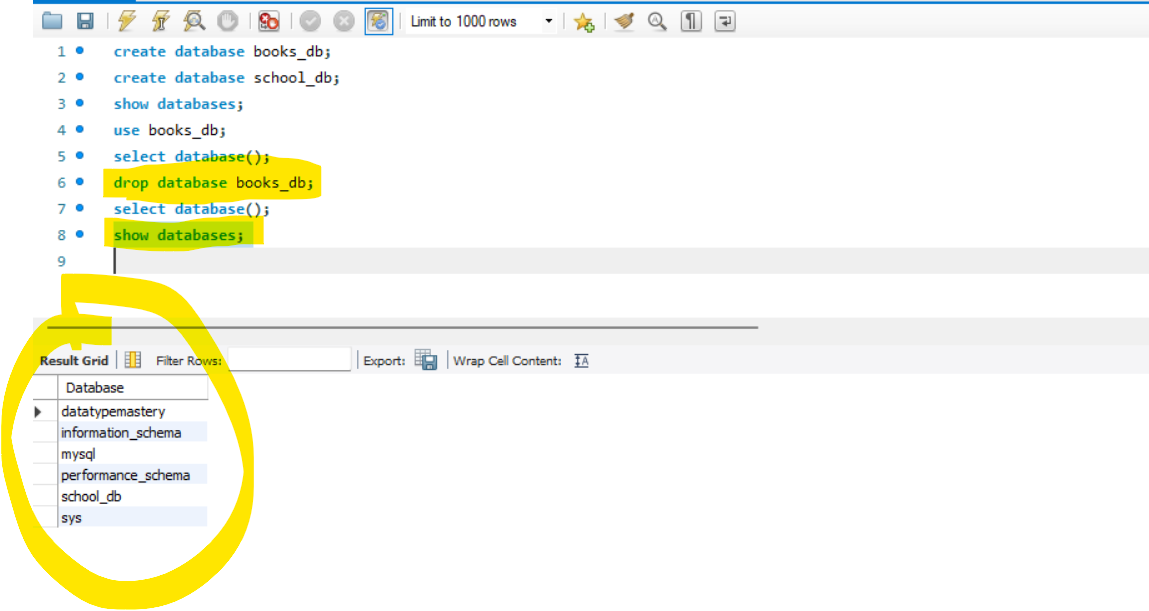 Limit to 1000 rows
1 create database books_db;
2 create database school_db;
3 show databases;
4 use books_db;
5 select database();
6 drop database books_db;
7 select database();
8 show databases;
9
Result Grid Filter Rows: Export: Wrap Cell Content:
Database
datatypemastery
information_schema
mysql
performance_schema
school_db
sys